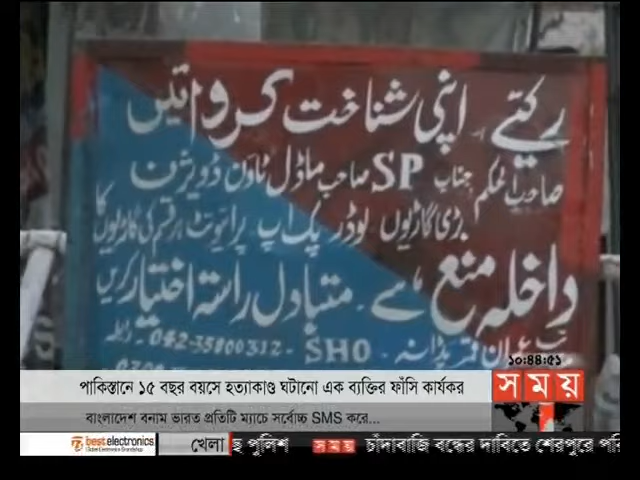 رکیئے۔ اپنی شناخت کروائیں
صاحب الحکم جناب SP صاحب ماڈل ٹاؤن ڈویژن
بڑی گاڑیوں لوڈر پک اپ پرائیویٹ ہر قسم کی گاڑیوں کا
داخلہ منع ہے۔ متبادل راستہ اختیار کریں
SHO - 042-35800312 رابطہ
10:44:51
পাকিস্তানে ১৫ বছর বয়সে হত্যাকাণ্ড ঘটানো এক ব্যক্তির ফাঁসি কার্যকর
সময়
বাংলাদেশ বনাম ভারত প্রতিটি ম্যাচে সর্বোচ্চ SMS করে...
best electronics
খেলা
হ পুলিশ সময় চাঁদাবাজি বন্ধের দাবিতে শেরপুরে পরি